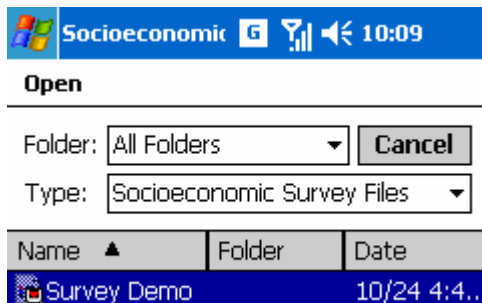 Socioeconomic G 10:09
Open
Folder: All Folders Cancel
Type: Socioeconomic Survey Files
Name Folder Date
Survey Demo 10/24 4:4..